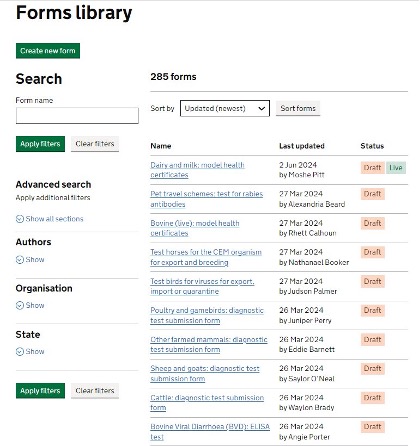 Forms library
Create new form
Search
Form name
Apply filters Clear filters
Advanced search
Apply additional filters
Show all sections
Authors
Show
Organisation
Show
State
Show
Apply filters Clear filters
285 forms
Sort by Updated (newest) Sort forms
Name Last updated Status
Dairy and milk: model health 2 Jun 2024 Draft Live
certificates by Moshe Pitt
Pet travel schemes: test for rabies 27 Mar 2024 Draft
antibodies by Alexandria Beard
Bovine (live): model health 27 Mar 2024 Draft
certificates by Rhett Calhoun
Test horses for the CEM organism 27 Mar 2024 Draft
for export and breeding by Nathanael Booker
Test birds for viruses for export, 27 Mar 2024 Draft
import or quarantine by Judson Palmer
Poultry and gamebirds: diagnostic 26 Mar 2024 Draft
test submission form by Juniper Perry
Other farmed mammals: diagnostic 26 Mar 2024 Draft
test submission form by Eddie Barnett
Sheep and goats: diagnostic test 26 Mar 2024 Draft
submission form by Saylor O'Neal
Cattle: diagnostic test submission 26 Mar 2024 Draft
form by Waylon Brady
Bovine Viral Diarrhoea (BVD): ELISA 26 Mar 2024 Draft
test by Angie Porter